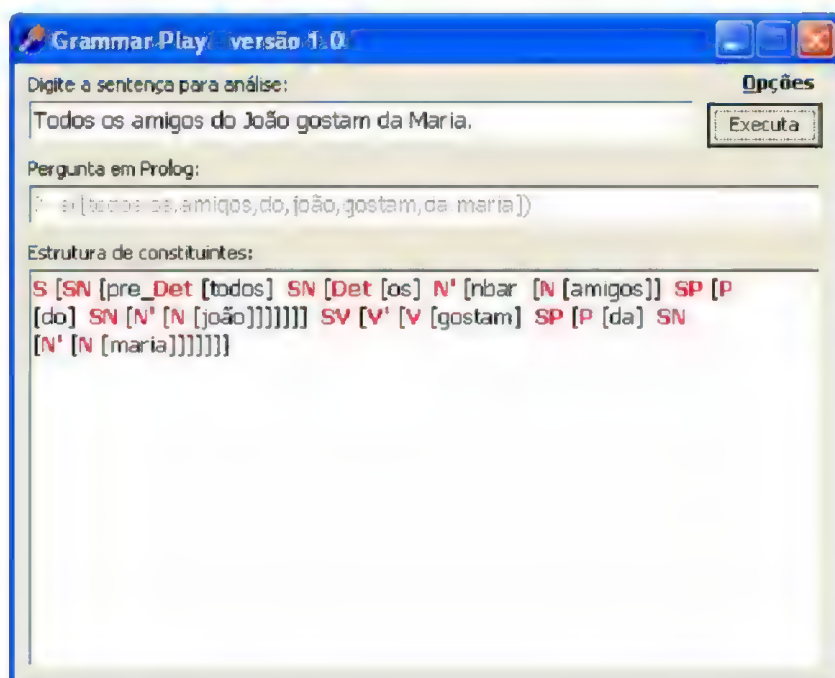 Grammar Play versão 1.0
Digite a sentença para análise:
Opções
Todos os amigos do João gostam da Maria.
Executa
Pergunta em Prolog:
s([todos,os,amigos,do,joão,gostam,da maria])
Estrutura de constituintes:
S [SN [pre_Det [todos] SN [Det [os] N' [nbar [N [amigos]] SP [P
[do] SN [N' [N [joão]]]]]]] SV [V' [V [gostam] SP [P [da] SN
[N' [N [maria]]]]]]]